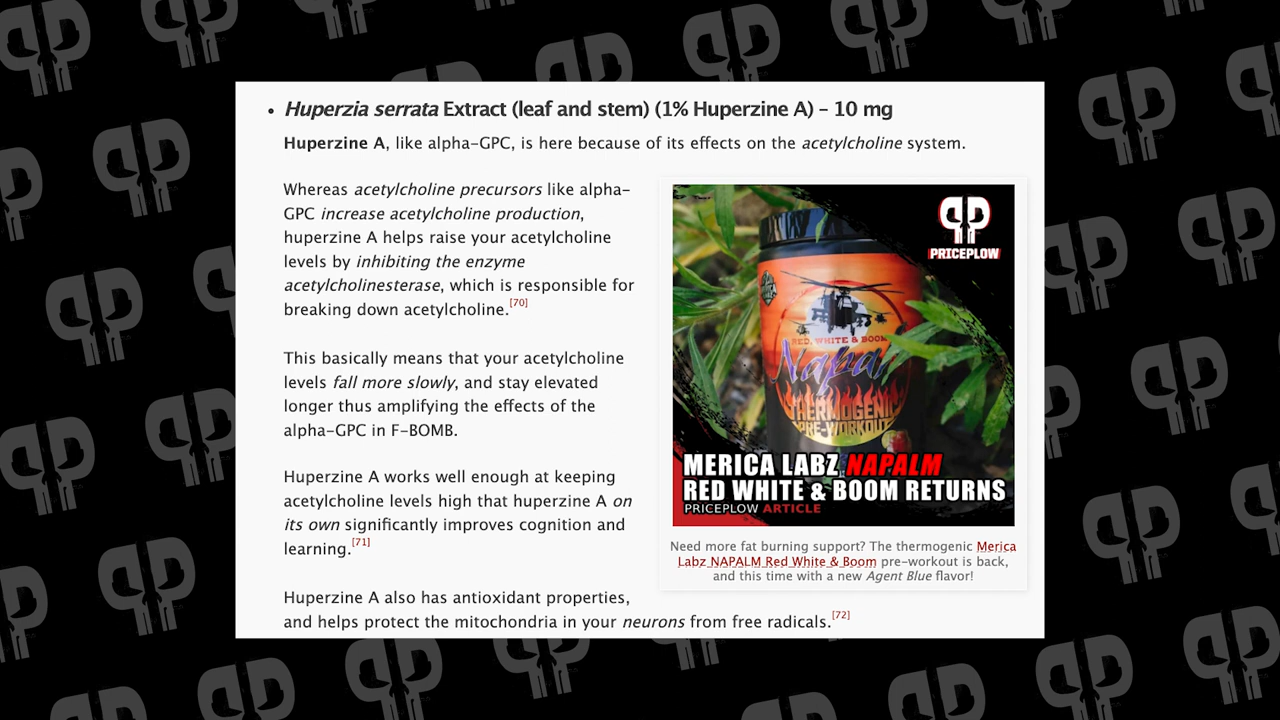 • Huperzia serrata Extract (leaf and stem) (1% Huperzine A) – 10 mg
Huperzine A, like alpha-GPC, is here because of its effects on the acetylcholine system.
Whereas acetylcholine precursors like alpha-
GPC increase acetylcholine production,
huperzine A helps raise your acetylcholine
levels by inhibiting the enzyme
acetylcholinesterase, which is responsible for
breaking down acetylcholine.[70]
This basically means that your acetylcholine
levels fall more slowly, and stay elevated
longer thus amplifying the effects of the
alpha-GPC in F-BOMB.
Huperzine A works well enough at keeping
acetylcholine levels high that huperzine A on
its own significantly improves cognition and
learning.[71]
Huperzine A also has antioxidant properties,
and helps protect the mitochondria in your neurons from free radicals.[72]
PRICEPLOW
RED, WHITE & BOOM
Napalm
THERMOGENIC
PRE-WORKOUT
MERICA LABZ NAPALM
RED WHITE & BOOM RETURNS
PRICEPLOW ARTICLE
Need more fat burning support? The thermogenic Merica
Labz NAPALM Red White & Boom pre-workout is back,
and this time with a new Agent Blue flavor!